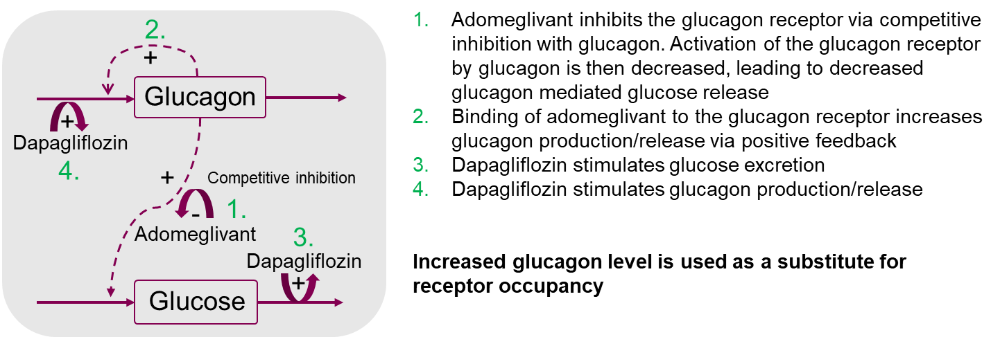 2.
+
Glucagon
+
Dapagliflozin
4.
+
Competitive inhibition
-
1.
Adomeglivant
3.
Dapagliflozin
+
Glucose
1. Adomeglivant inhibits the glucagon receptor via competitive
inhibition with glucagon. Activation of the glucagon receptor
by glucagon is then decreased, leading to decreased
glucagon mediated glucose release
2. Binding of adomeglivant to the glucagon receptor increases
glucagon production/release via positive feedback
3. Dapagliflozin stimulates glucose excretion
4. Dapagliflozin stimulates glucagon production/release
Increased glucagon level is used as a substitute for
receptor occupancy